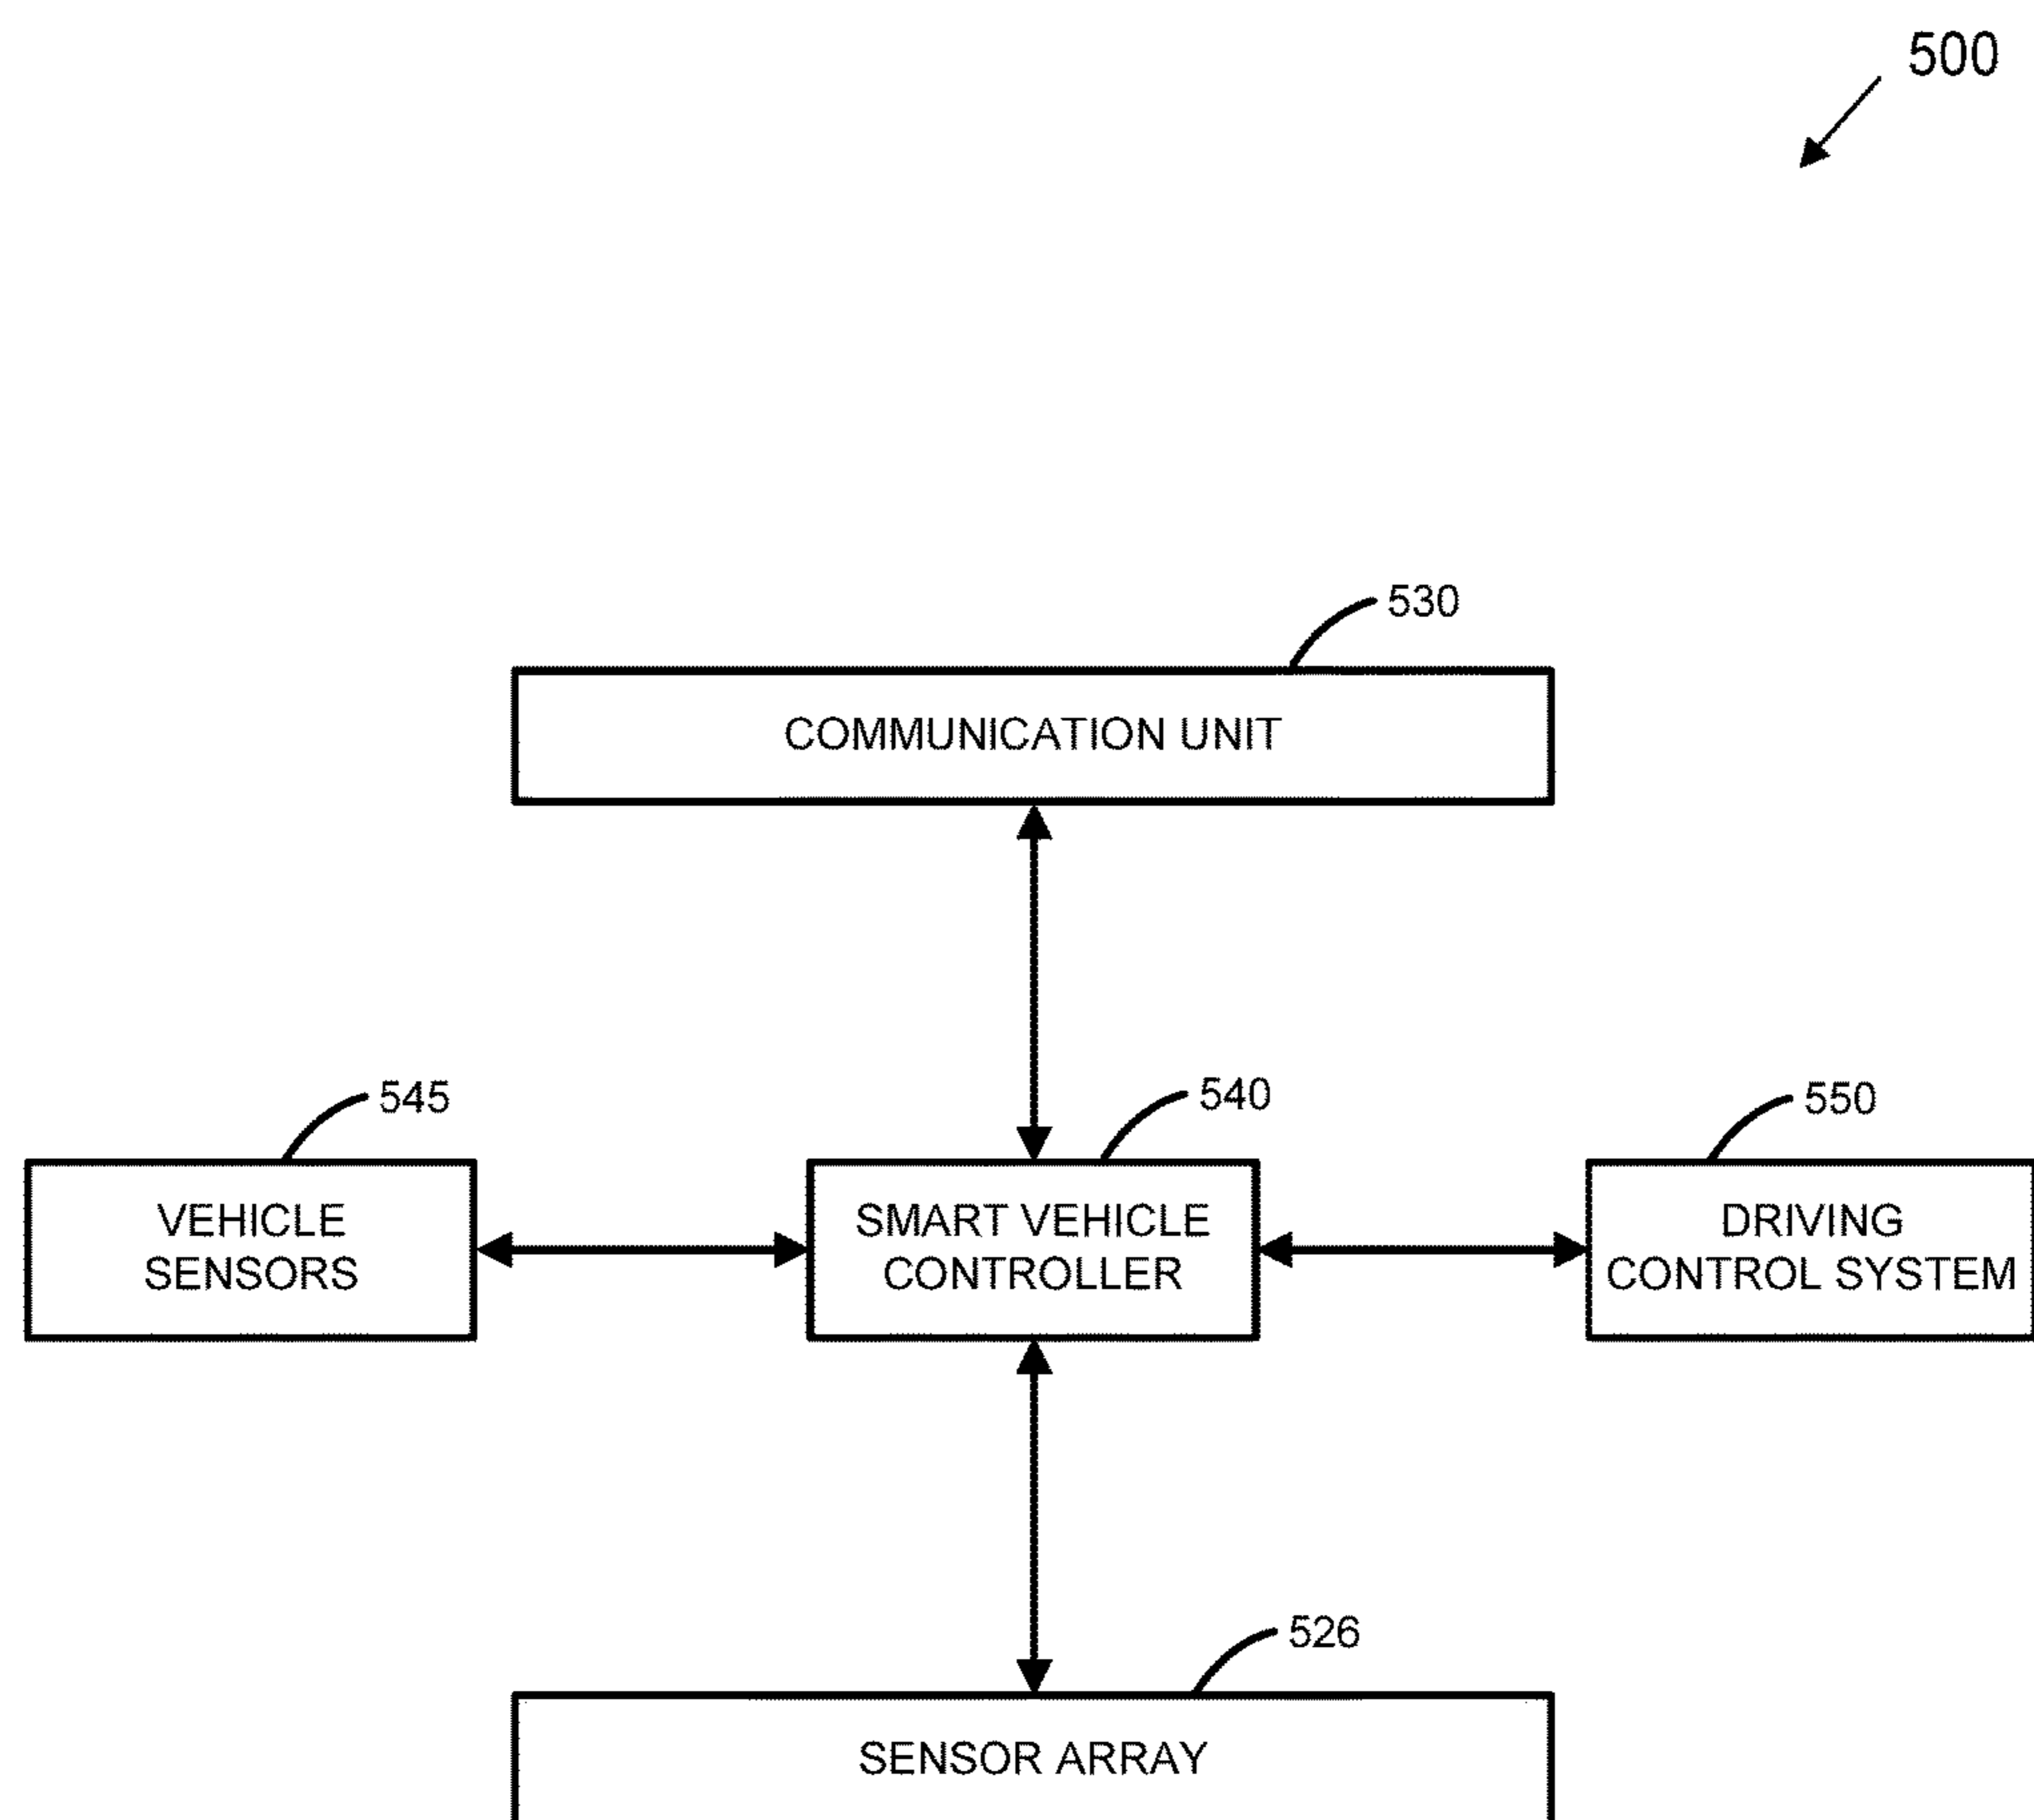 500
530
COMMUNICATION UNIT
545
540
550
VEHICLE
SENSORS
SMART VEHICLE
CONTROLLER
DRIVING
CONTROL SYSTEM
526
SENSOR ARRAY